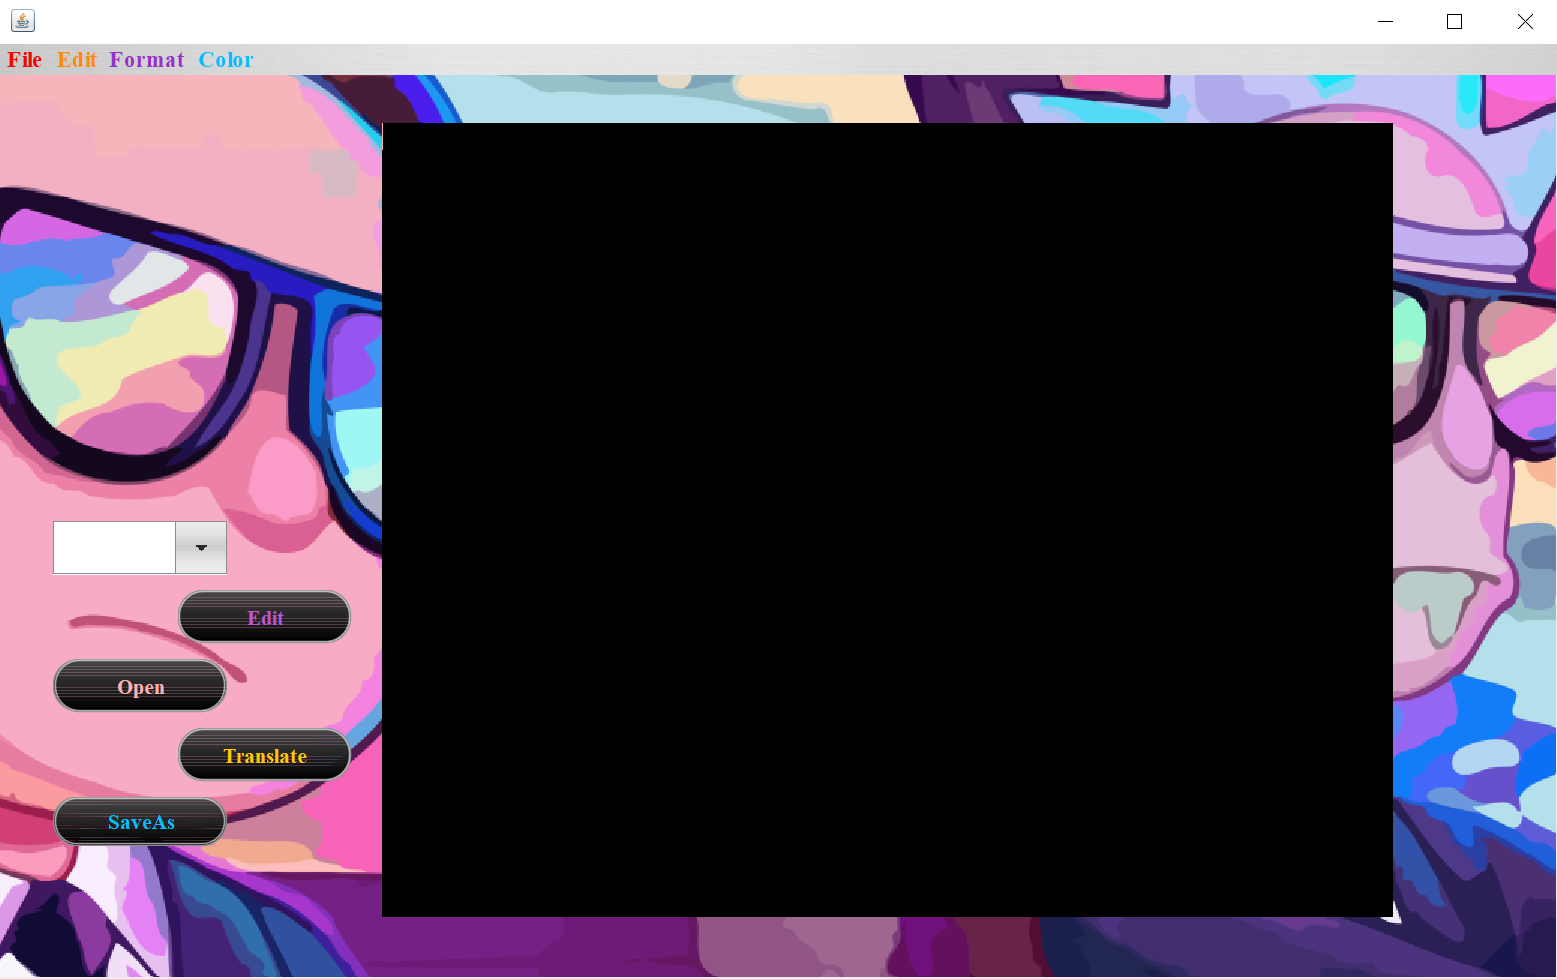 File Edit Format Color
Edit
Open
Translate
SaveAs